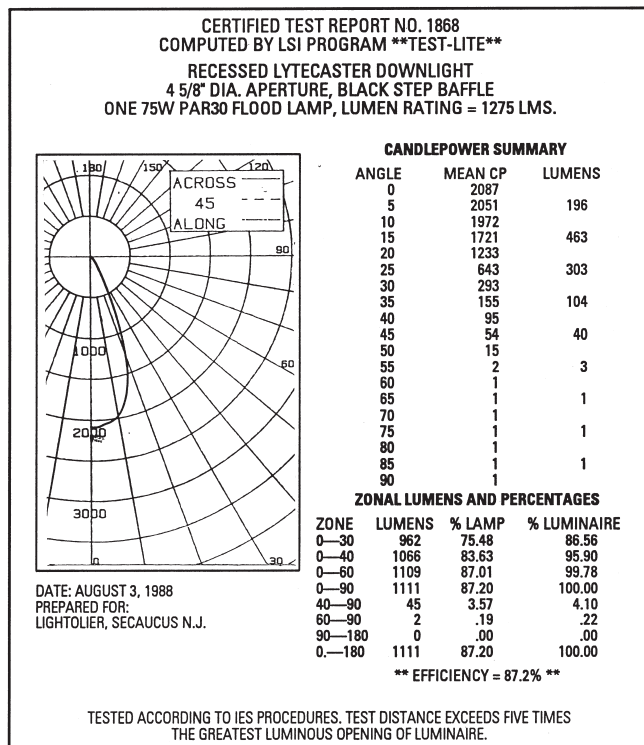 CERTIFIED TEST REPORT NO. 1868
COMPUTED BY LSI PROGRAM **TEST-LITE**
RECESSED LYTECASTER DOWNLIGHT
4 5/8" DIA. APERTURE, BLACK STEP BAFFLE
ONE 75W PAR30 FLOOD LAMP, LUMEN RATING = 1275 LMS.
180 150 120
ACROSS
45
ALONG
90
60
1000
2000
3000
0 30
DATE: AUGUST 3, 1988
PREPARED FOR:
LIGHTOLIER, SECAUCUS N.J.
CANDLEPOWER SUMMARY
ANGLE MEAN CP LUMENS
0 2087
5 2051 196
10 1972
15 1721 463
20 1233
25 643 303
30 293
35 155 104
40 95
45 54 40
50 15
55 2 3
60 1
65 1 1
70 1
75 1 1
80 1
85 1 1
90 1
ZONAL LUMENS AND PERCENTAGES
ZONE LUMENS % LAMP % LUMINAIRE
0—30 962 75.48 86.56
0—40 1066 83.63 95.90
0—60 1109 87.01 99.78
0—90 1111 87.20 100.00
40—90 45 3.57 4.10
60—90 2 .19 .22
90—180 0 .00 .00
0.—180 1111 87.20 100.00
** EFFICIENCY = 87.2% **
TESTED ACCORDING TO IES PROCEDURES. TEST DISTANCE EXCEEDS FIVE TIMES
THE GREATEST LUMINOUS OPENING OF LUMINAIRE.